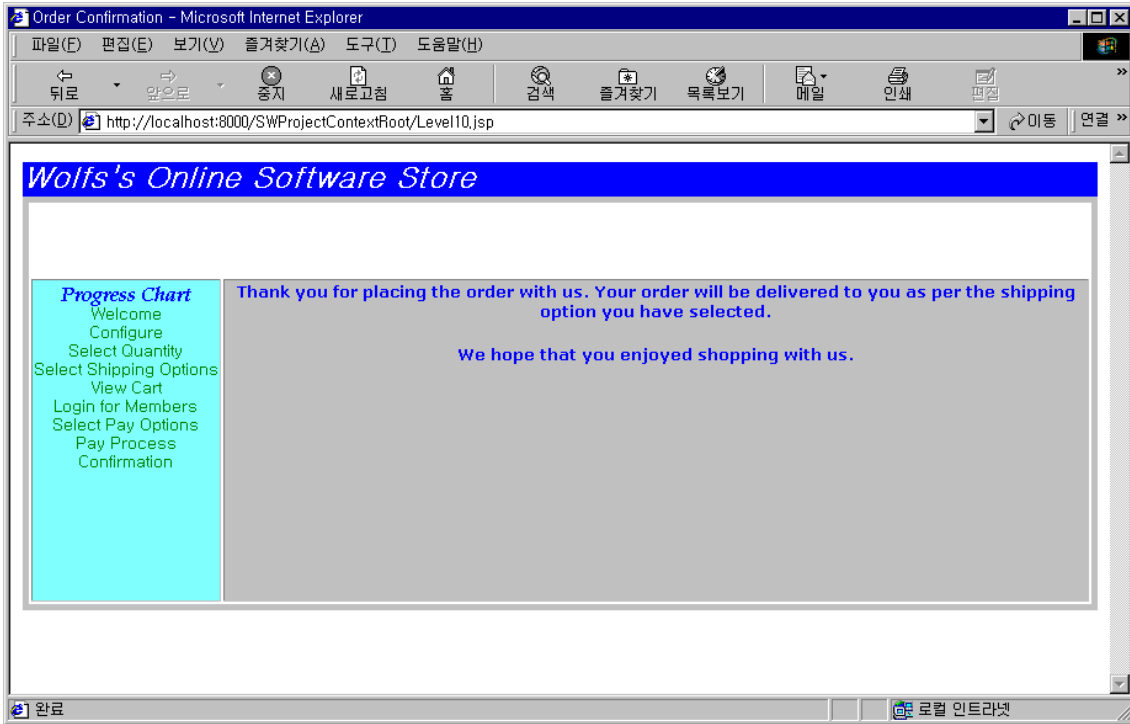 Order Confirmation - Microsoft Internet Explorer
파일(F) 편집(E) 보기(V) 즐겨찾기(A) 도구(T) 도움말(H)
뒤로 앞으로 중지 새로고침 홈 검색 즐겨찾기 목록보기 메일 인쇄 편집 »
주소(D) http://localhost:8000/SWProjectContextRoot/Level10.jsp 이동 연결 »
Wolfs's Online Software Store
Progress Chart
Welcome
Configure
Select Quantity
Select Shipping Options
View Cart
Login for Members
Select Pay Options
Pay Process
Confirmation
Thank you for placing the order with us. Your order will be delivered to you as per the shipping
option you have selected.
We hope that you enjoyed shopping with us.
완료 로컬 인트라넷